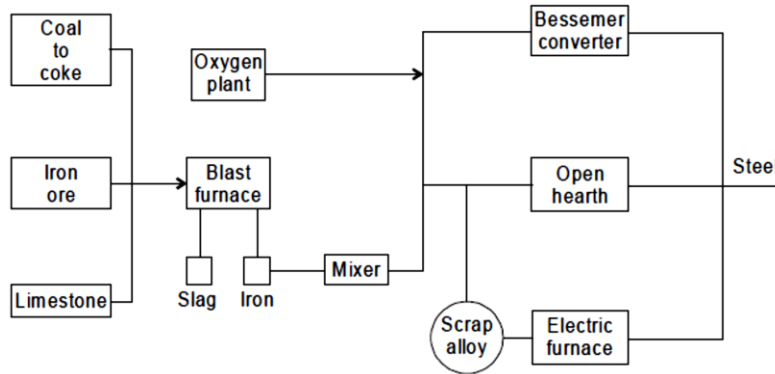 Coal
to
coke
Oxygen
plant
Bessemer
converter
Iron
ore
Blast
furnace
Open
hearth
Steel
Limestone
Slag
Iron
Mixer
Scrap
alloy
Electric
furnace